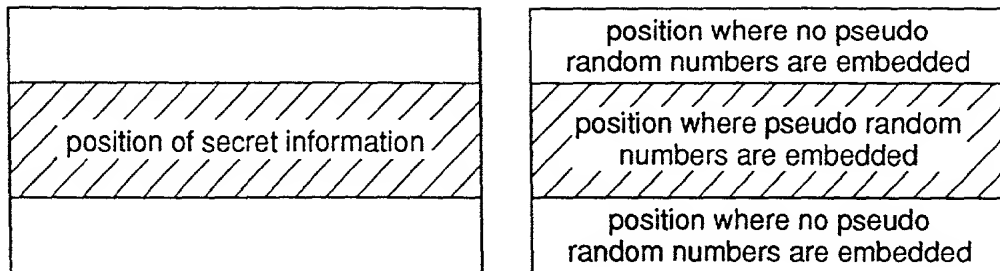 position of secret information
position where no pseudo
random numbers are embedded
position where pseudo random
numbers are embedded
position where no pseudo
random numbers are embedded